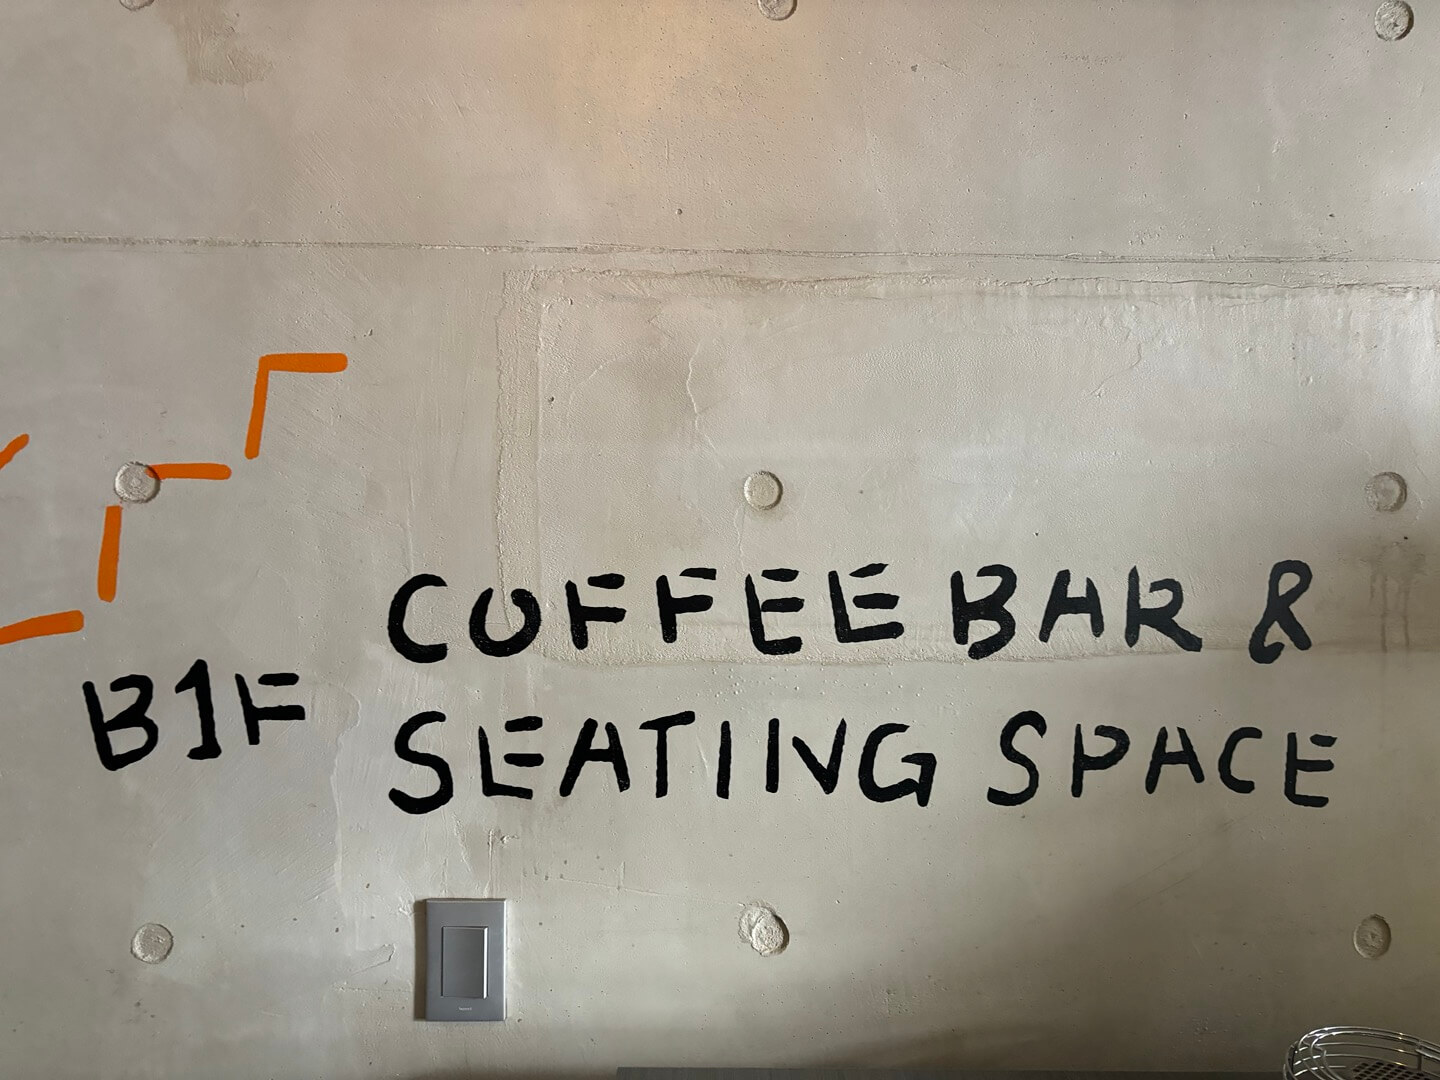 B1F
COFFEE BAR &
SEATING SPACE